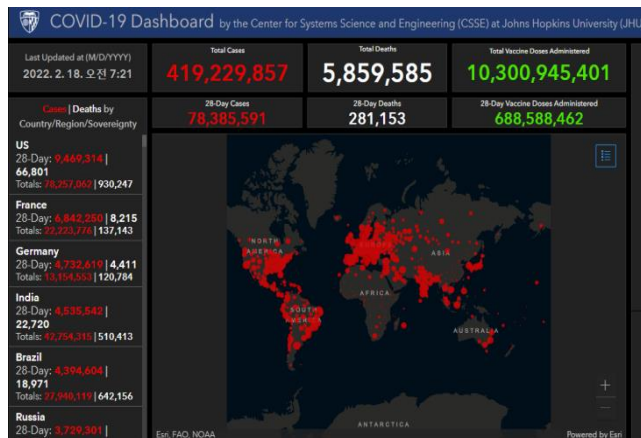 COVID-19 Dashboard by the Center for Systems Science and Engineering (CSSE) at Johns Hopkins University (JHU
Last Updated at (M/D/YYYY)
2022. 2. 18. 오전 7:21
Total Cases
419,229,857
Total Deaths
5,859,585
Total Vaccine Doses Administered
10,300,945,401
28-Day Cases
78,385,591
28-Day Deaths
281,153
28-Day Vaccine Doses Administered
688,588,462
Cases | Deaths by
Country/Region/Sovereignty
US
28-Day: 9,469,314 |
66,801
Totals: 78,257,062 | 930,247
France
28-Day: 6,842,250 | 8,215
Totals: 22,223,776 | 137,143
Germany
28-Day: 4,732,619 | 4,411
Totals: 13,154,553 | 120,784
India
28-Day: 4,535,542 |
22,720
Totals: 42,754,315 | 510,413
Brazil
28-Day: 4,394,604 |
18,971
Totals: 27,940,119 | 642,156
Russia
28-Day: 3,729,301 |
NORTH
AMERICA
EUROPE
ASIA
AFRICA
SOUTH
AMERICA
AUSTRALIA
ANTARCTICA
Esri, FAO, NOAA
Powered by Esri